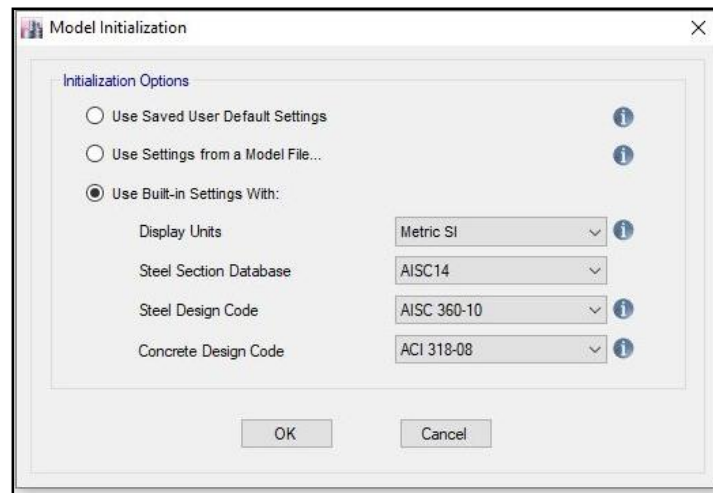 Model Initialization
Initialization Options
Use Saved User Default Settings
Use Settings from a Model File...
Use Built-in Settings With:
Display Units Metric SI
Steel Section Database AISC14
Steel Design Code AISC 360-10
Concrete Design Code ACI 318-08
OK Cancel